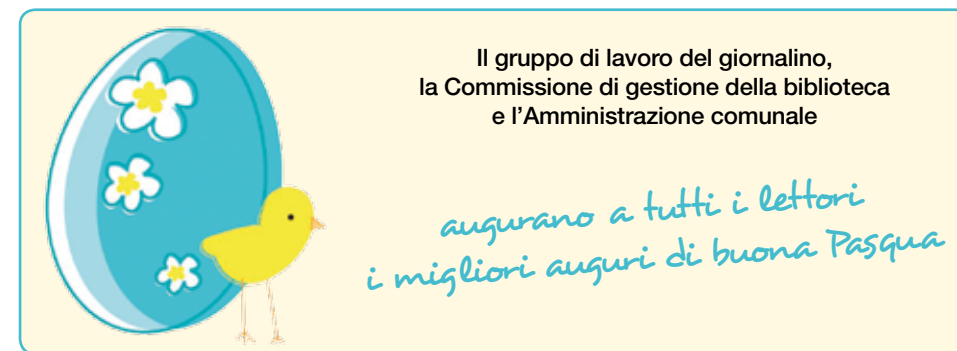 Il gruppo di lavoro del giornalino,
la Commissione di gestione della biblioteca
e l’Amministrazione comunale
augurano a tutti i lettori
i migliori auguri di buona Pasqua